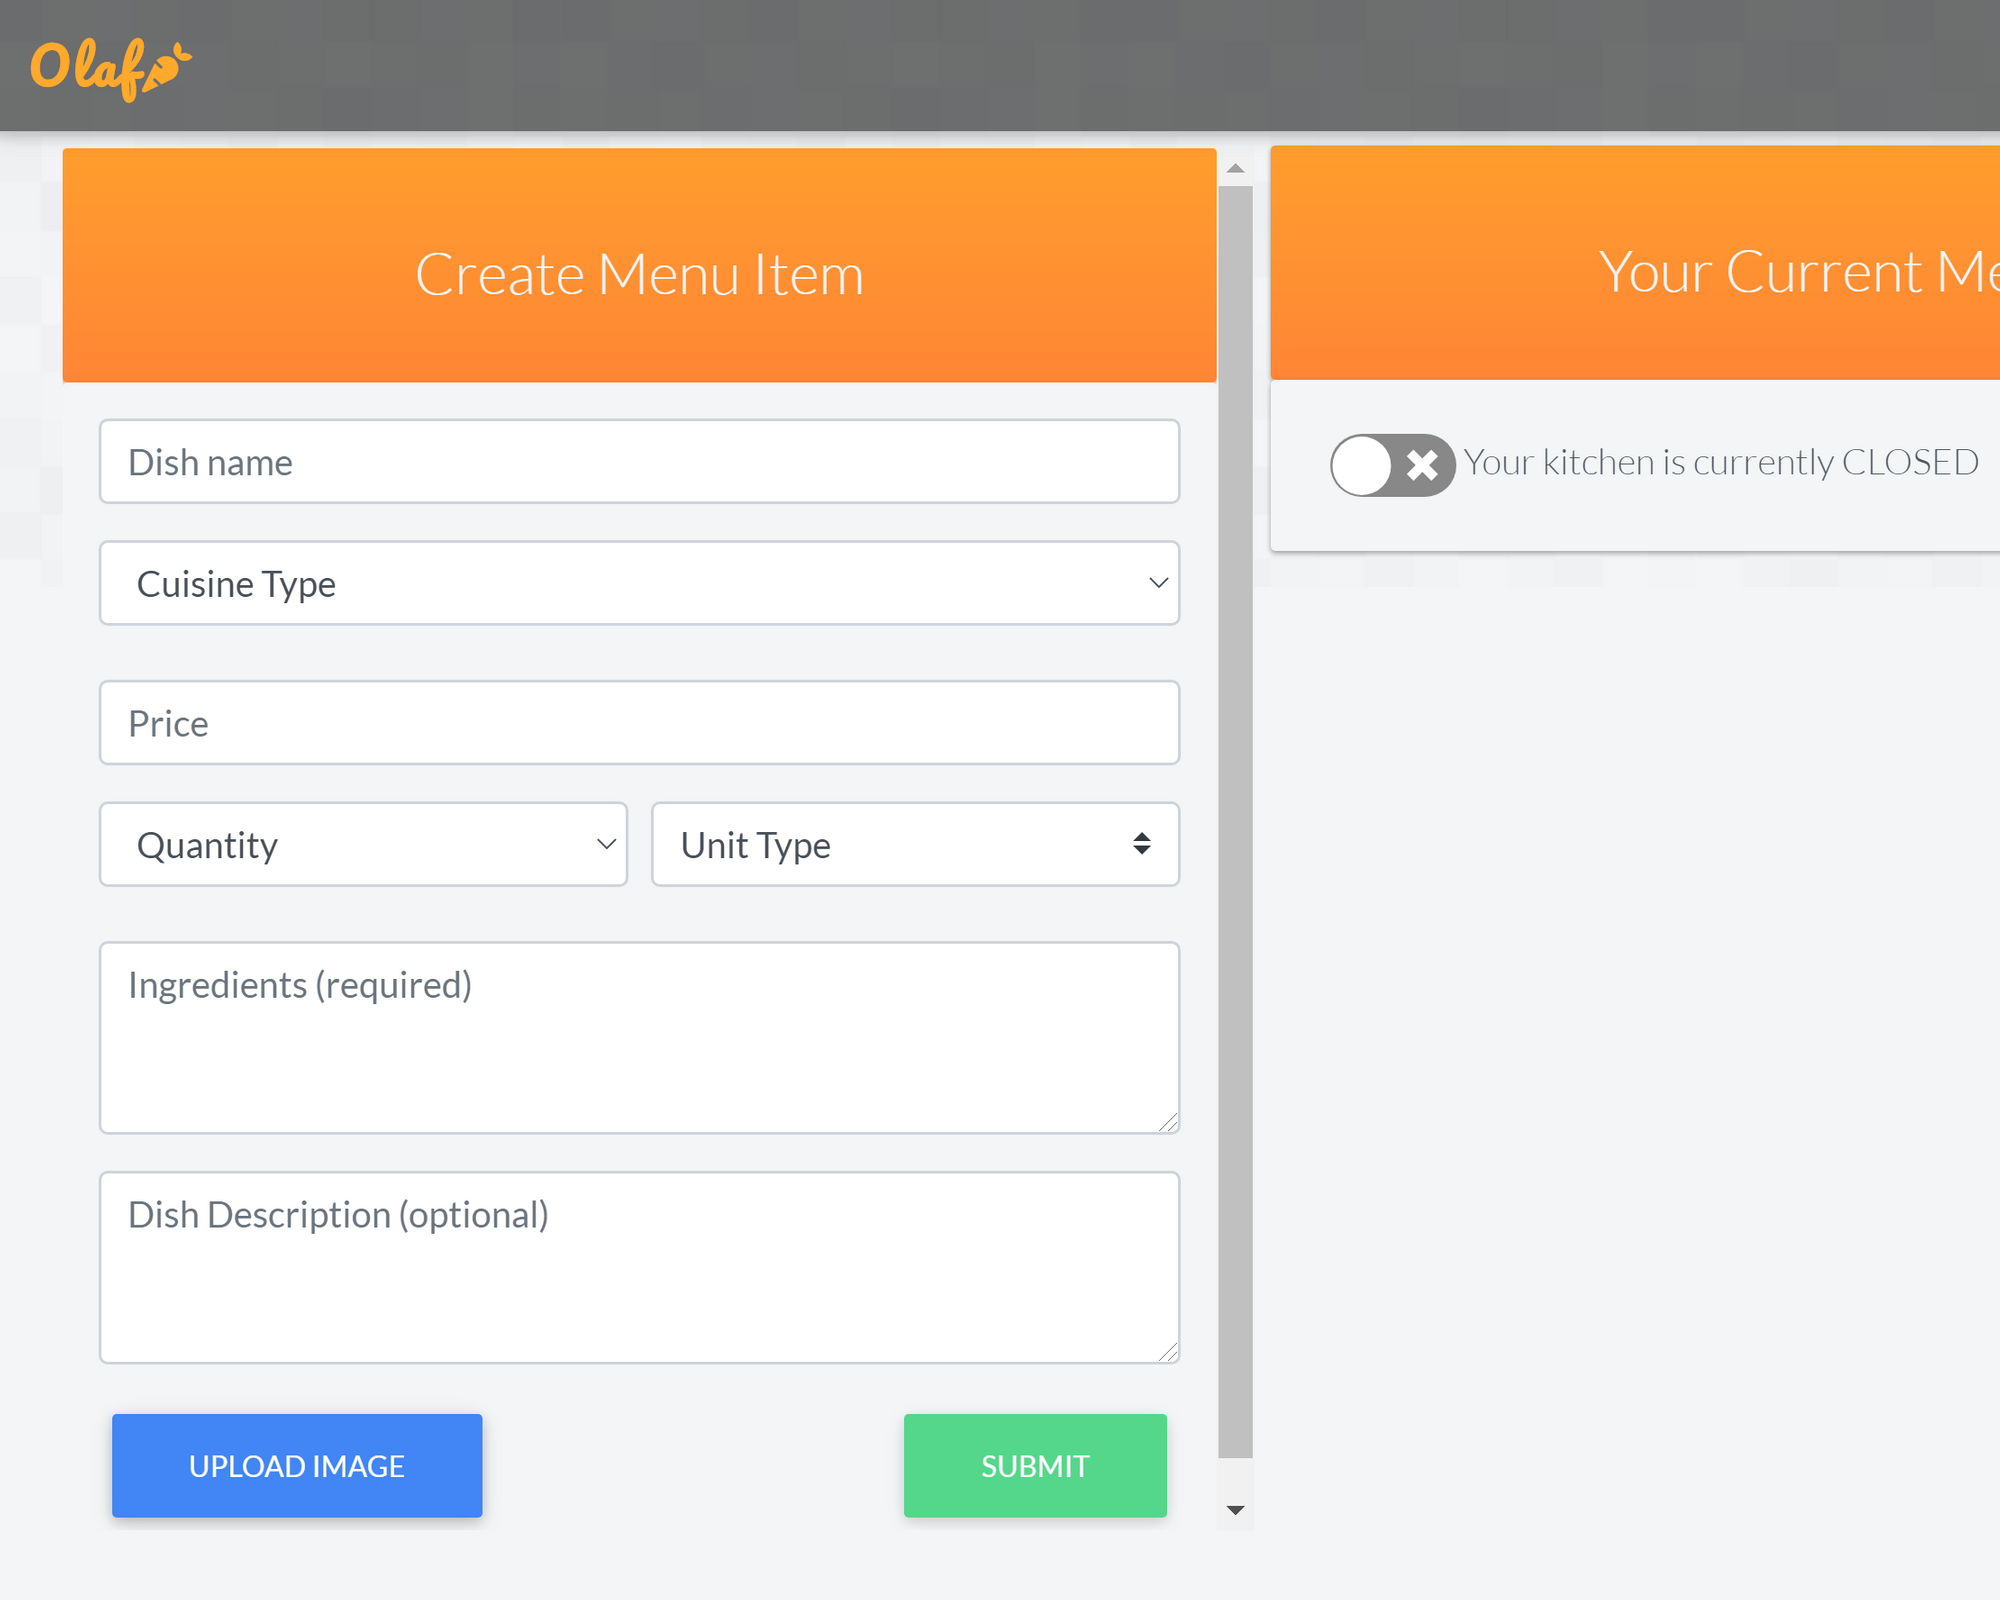 Olaf
Create Menu Item
Dish name
Cuisine Type
Price
Quantity
Unit Type
Ingredients (required)
Dish Description (optional)
UPLOAD IMAGE
SUBMIT
Your Current Me
Your kitchen is currently CLOSED